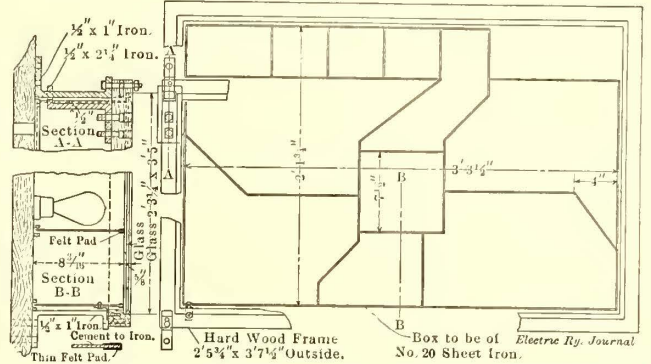 ½" x 1" Iron.
½" x 2¼" Iron.
½"
Section
A-A
A
A
Glass 2'3¼" x 3'5"
2'1¾"
3'3½"
7½"
B
4"
Felt Pad
8 3/16"
⅝"
Section
B-B
½" x 1" Iron.
Cement to Iron.
Thin Felt Pad.
Hard Wood Frame
2'5¾" x 3'7½" Outside.
B
Box to be of
No. 20 Sheet Iron.
Electric Ry. Journal